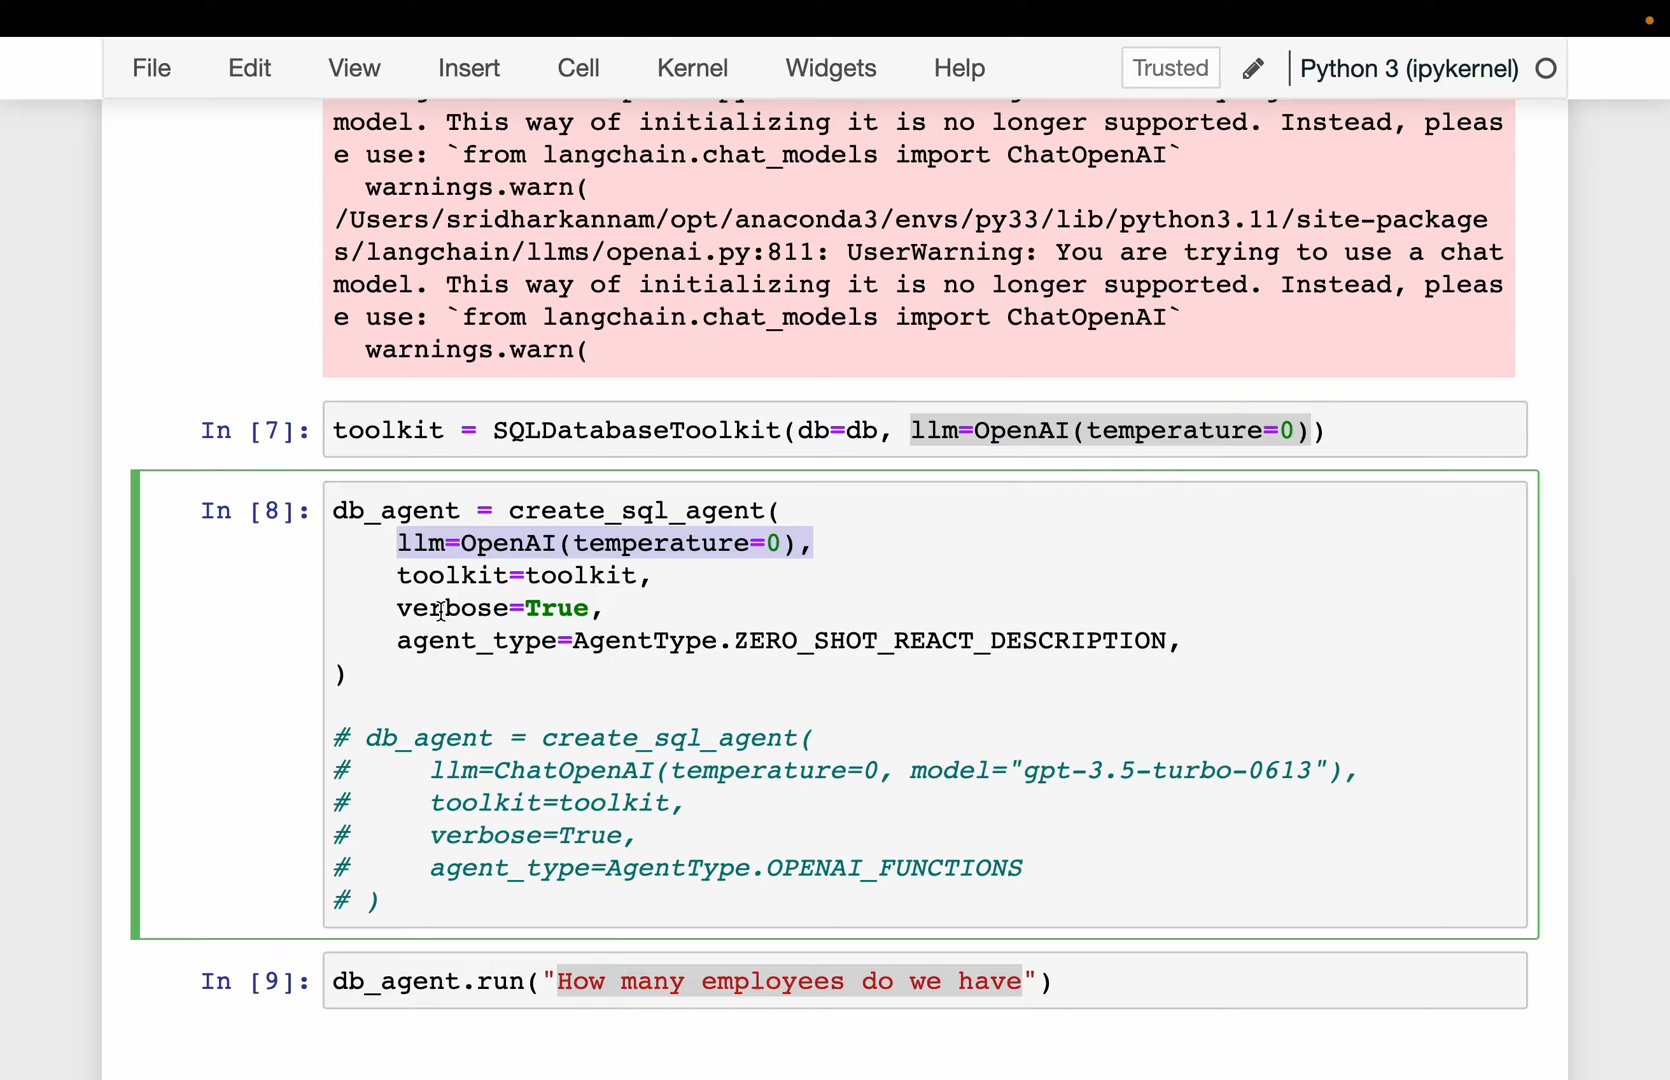 File Edit View Insert Cell Kernel Widgets Help Trusted Python 3 (ipykernel)
model. This way of initializing it is no longer supported. Instead, pleas
e use: `from langchain.chat_models import ChatOpenAI`
warnings.warn(
/Users/sridharkannam/opt/anaconda3/envs/py33/lib/python3.11/site-package
s/langchain/llms/openai.py:811: UserWarning: You are trying to use a chat
model. This way of initializing it is no longer supported. Instead, pleas
e use: `from langchain.chat_models import ChatOpenAI`
warnings.warn(
In [7]: toolkit = SQLDatabaseToolkit(db=db, llm=OpenAI(temperature=0))
In [8]: db_agent = create_sql_agent(
llm=OpenAI(temperature=0),
toolkit=toolkit,
verbose=True,
agent_type=AgentType.ZERO_SHOT_REACT_DESCRIPTION,
)
# db_agent = create_sql_agent(
# llm=ChatOpenAI(temperature=0, model="gpt-3.5-turbo-0613"),
# toolkit=toolkit,
# verbose=True,
# agent_type=AgentType.OPENAI_FUNCTIONS
# )
In [9]: db_agent.run("How many employees do we have")